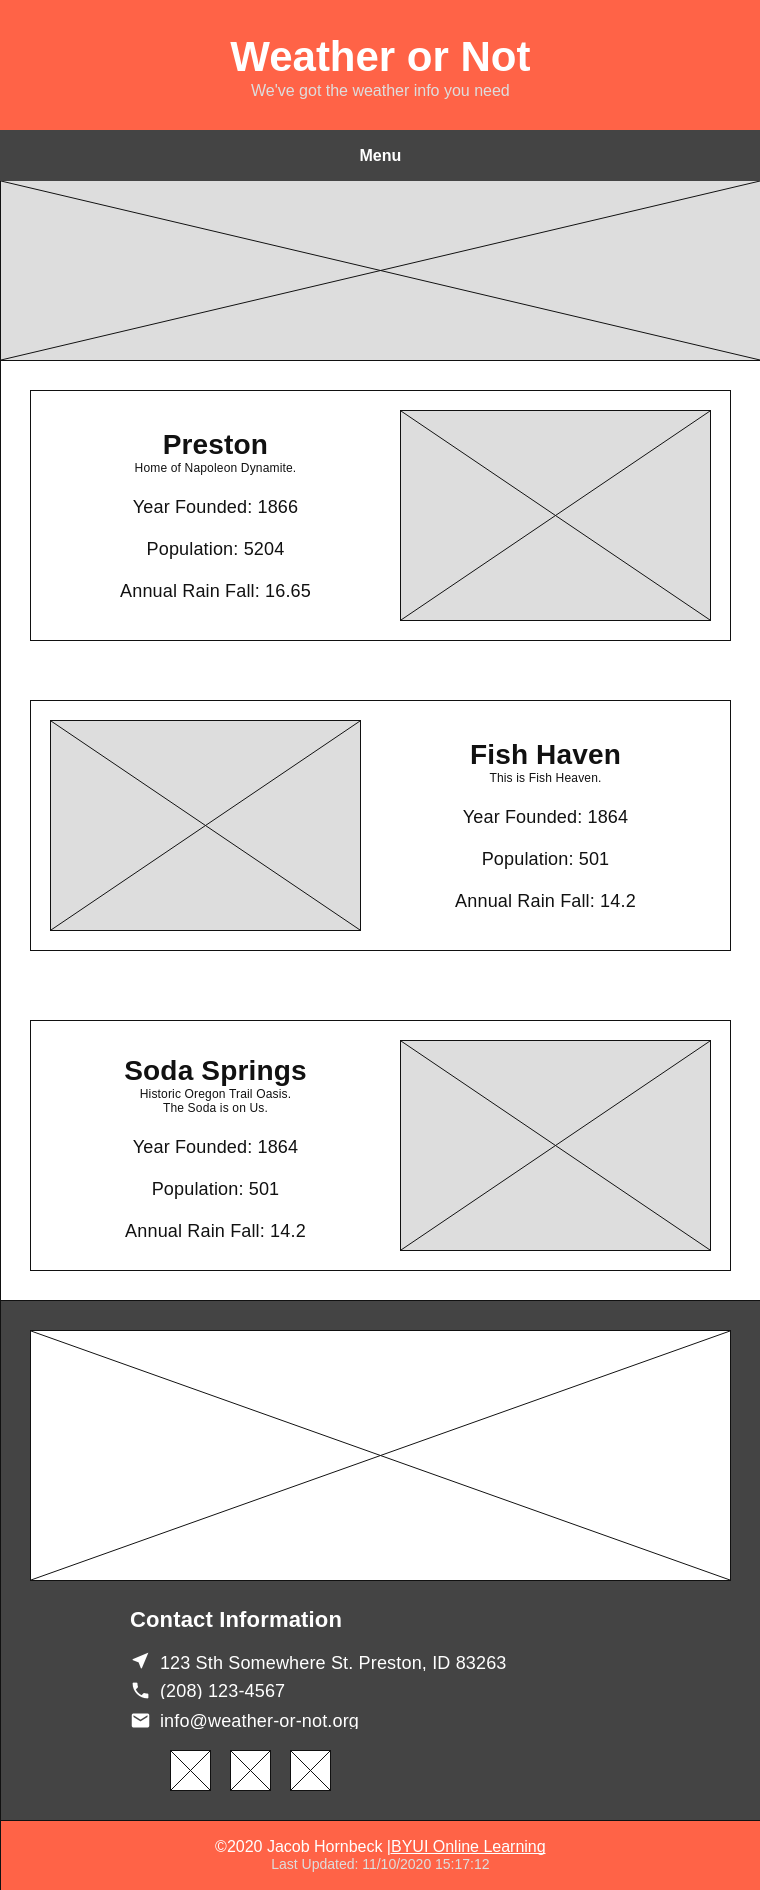 Weather or Not
We've got the weather info you need
Menu
Preston
Home of Napoleon Dynamite.
Year Founded: 1866
Population: 5204
Annual Rain Fall: 16.65
Fish Haven
This is Fish Heaven.
Year Founded: 1864
Population: 501
Annual Rain Fall: 14.2
Soda Springs
Historic Oregon Trail Oasis.
The Soda is on Us.
Year Founded: 1864
Population: 501
Annual Rain Fall: 14.2
Contact Information
123 Sth Somewhere St. Preston, ID 83263
(208) 123-4567
info@weather-or-not.org
©2020 Jacob Hornbeck |BYUI Online Learning
Last Updated: 11/10/2020 15:17:12